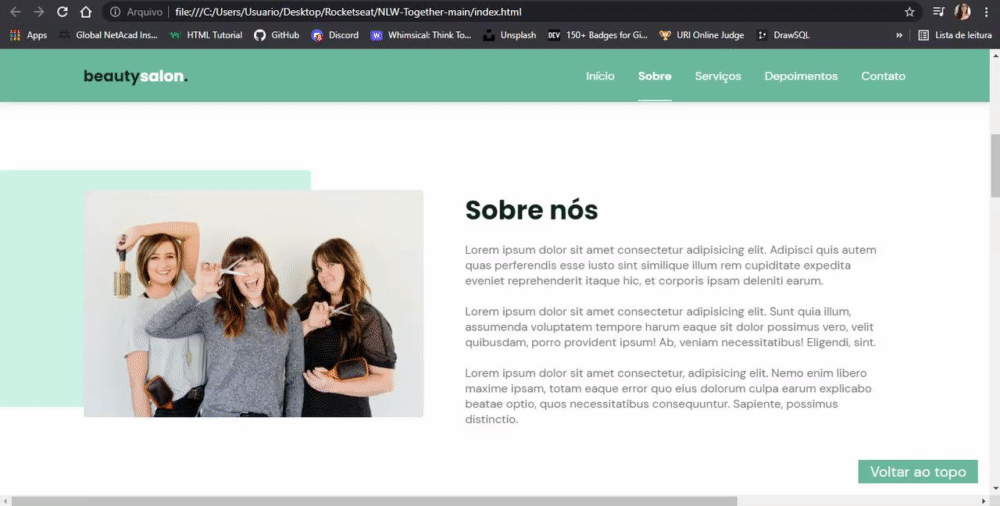 Arquivo | file:///C:/Users/Usuario/Desktop/Rocketseat/NLW-Together-main/index.html
Apps Global NetAcad Ins... HTML Tutorial GitHub Discord Whimsical: Think To... Unsplash DEV 150+ Badges for Gi... URI Online Judge DrawSQL » Lista de leitura
beautysalon. Início Sobre Serviços Depoimentos Contato
Sobre nós
Lorem ipsum dolor sit amet consectetur adipisicing elit. Adipisci quis autem
quas perferendis esse iusto sint similique illum rem cupiditate expedita
eveniet reprehenderit itaque hic, et corporis ipsam deleniti earum.
Lorem ipsum dolor sit amet consectetur adipisicing elit. Sunt quia illum,
assumenda voluptatem tempore harum eaque sit dolor possimus vero, velit
quibusdam, porro provident ipsum! Ab, veniam necessitatibus! Eligendi, sint.
Lorem ipsum dolor sit amet consectetur, adipisicing elit. Nemo enim libero
maxime ipsam, totam eaque error quo eius dolorum culpa earum explicabo
beatae optio, quos necessitatibus consequuntur. Sapiente, possimus
distinctio.
Voltar ao topo